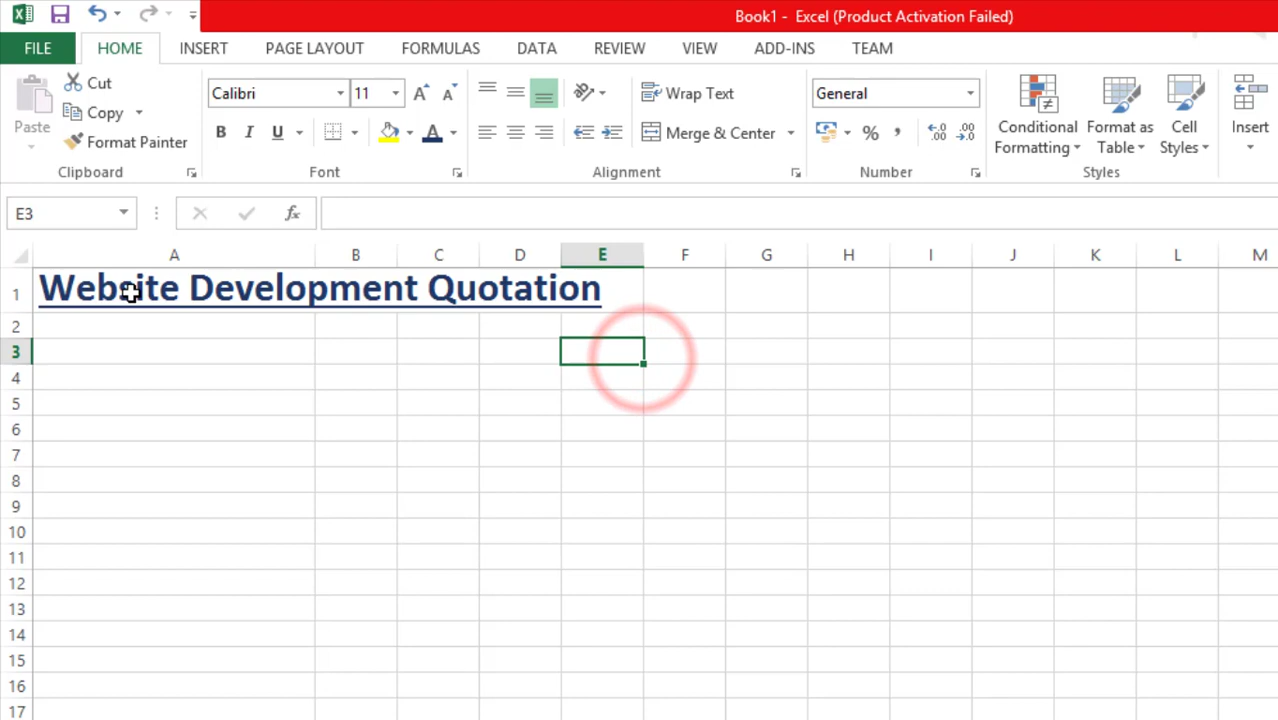 Book1 - Excel (Product Activation Failed)
FILE HOME INSERT PAGE LAYOUT FORMULAS DATA REVIEW VIEW ADD-INS TEAM
Paste
Cut
Copy
Format Painter
Clipboard
Calibri 11
B I U A
Font
Wrap Text
Merge & Center
Alignment
General
%
Number
Conditional Formatting
Format as Table
Cell Styles
Styles
Insert
E3 fx
A B C D E F G H I J K L M
1 Website Development Quotation
2
3
4
5
6
7
8
9
10
11
12
13
14
15
16
17